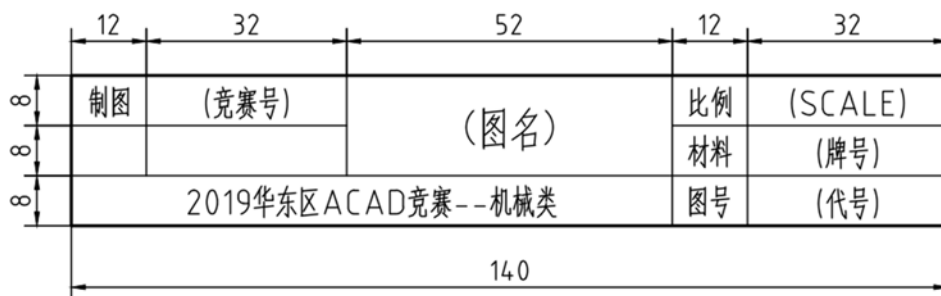 12 32 52 12 32
8 制图 (竞赛号) (图名) 比例 (SCALE)
8 材料 (牌号)
8 2019华东区ACAD竞赛--机械类 图号 (代号)
140